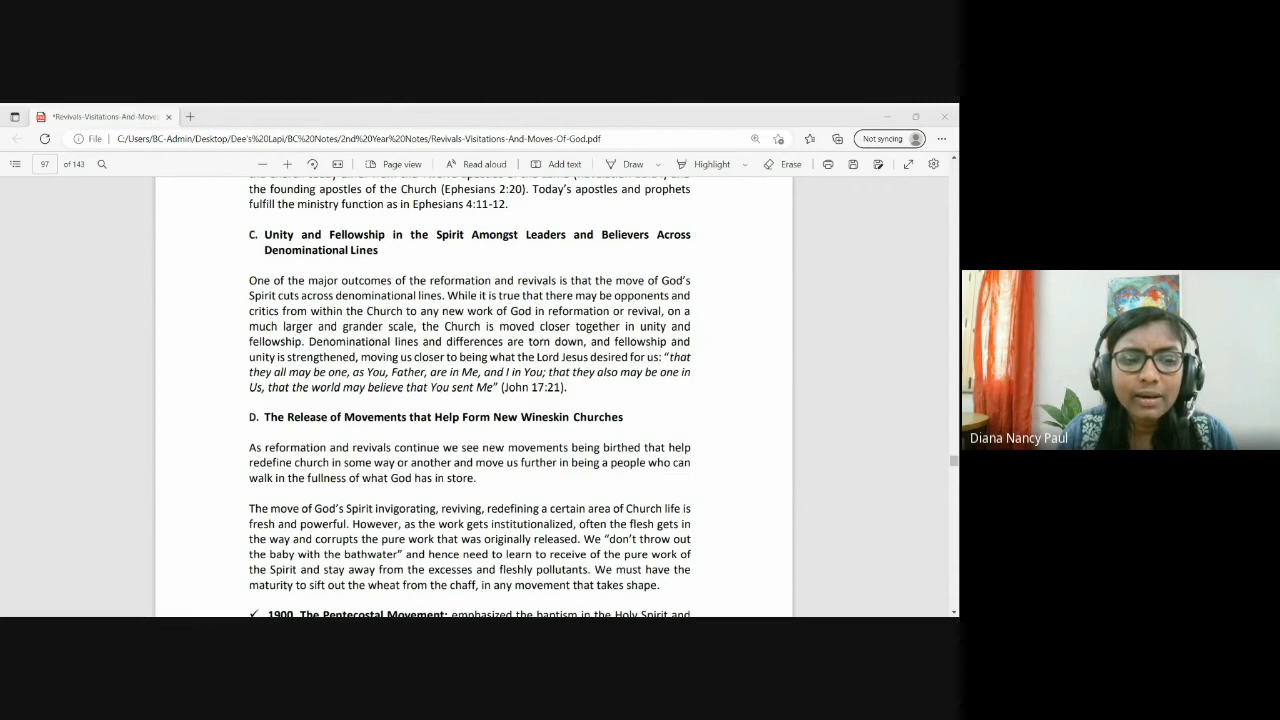 *Revivals-Visitations-And-Move
File
C:/Users/BC-Admin/Desktop/Dee's%20Lapi/BC%20Notes/2nd%20Year%20Notes/Revivals-Visitations-And-Moves-Of-God.pdf
Not syncing
97 of 143
Page view
Read aloud
Add text
Draw
Highlight
Erase
the founding apostles of the Church (Ephesians 2:20). Today's apostles and prophets
fulfill the ministry function as in Ephesians 4:11-12.
C. Unity and Fellowship in the Spirit Amongst Leaders and Believers Across
Denominational Lines
One of the major outcomes of the reformation and revivals is that the move of God's
Spirit cuts across denominational lines. While it is true that there may be opponents and
critics from within the Church to any new work of God in reformation or revival, on a
much larger and grander scale, the Church is moved closer together in unity and
fellowship. Denominational lines and differences are torn down, and fellowship and
unity is strengthened, moving us closer to being what the Lord Jesus desired for us: "that
they all may be one, as You, Father, are in Me, and I in You; that they also may be one in
Us, that the world may believe that You sent Me" (John 17:21).
D. The Release of Movements that Help Form New Wineskin Churches
As reformation and revivals continue we see new movements being birthed that help
redefine church in some way or another and move us further in being a people who can
walk in the fullness of what God has in store.
The move of God's Spirit invigorating, reviving, redefining a certain area of Church life is
fresh and powerful. However, as the work gets institutionalized, often the flesh gets in
the way and corrupts the pure work that was originally released. We "don't throw out
the baby with the bathwater" and hence need to learn to receive of the pure work of
the Spirit and stay away from the excesses and fleshly pollutants. We must have the
maturity to sift out the wheat from the chaff, in any movement that takes shape.
✓ 1900, The Pentecostal Movement: emphasized the baptism in the Holy Spirit and
Diana Nancy Paul